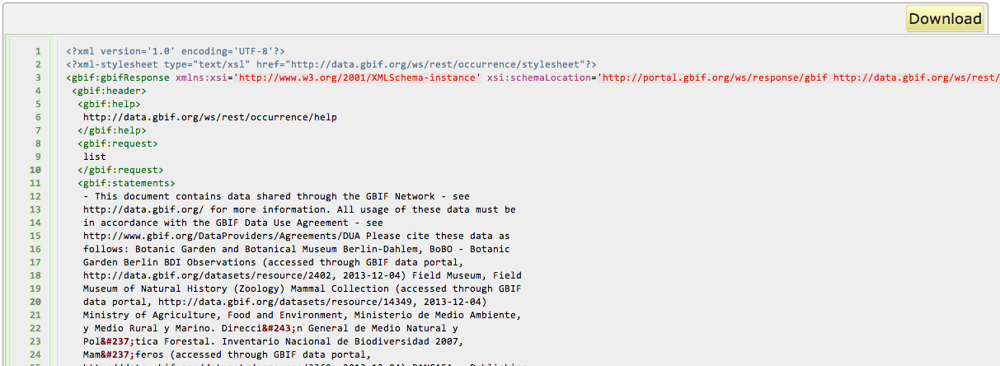 Download
1 <?xml version='1.0' encoding='UTF-8'?>
2 <?xml-stylesheet type="text/xsl" href="http://data.gbif.org/ws/rest/occurrence/stylesheet"?>
3 <gbif:gbifResponse xmlns:xsi='http://www.w3.org/2001/XMLSchema-instance' xsi:schemaLocation='http://portal.gbif.org/ws/response/gbif http://data.gbif.org/ws/rest/
4 <gbif:header>
5 <gbif:help>
6 http://data.gbif.org/ws/rest/occurrence/help
7 </gbif:help>
8 <gbif:request>
9 list
10 </gbif:request>
11 <gbif:statements>
12 - This document contains data shared through the GBIF Network - see
13 http://data.gbif.org/ for more information. All usage of these data must be
14 in accordance with the GBIF Data Use Agreement - see
15 http://www.gbif.org/DataProviders/Agreements/DUA Please cite these data as
16 follows: Botanic Garden and Botanical Museum Berlin-Dahlem, BoBO - Botanic
17 Garden Berlin BDI Observations (accessed through GBIF data portal,
18 http://data.gbif.org/datasets/resource/2402, 2013-12-04) Field Museum, Field
19 Museum of Natural History (Zoology) Mammal Collection (accessed through GBIF
20 data portal, http://data.gbif.org/datasets/resource/14349, 2013-12-04)
21 Ministry of Agriculture, Food and Environment, Ministerio de Medio Ambiente,
22 y Medio Rural y Marino. Direcci&#243;n General de Medio Natural y
23 Pol&#237;tica Forestal. Inventario Nacional de Biodiversidad 2007,
24 Mam&#237;feros (accessed through GBIF data portal,